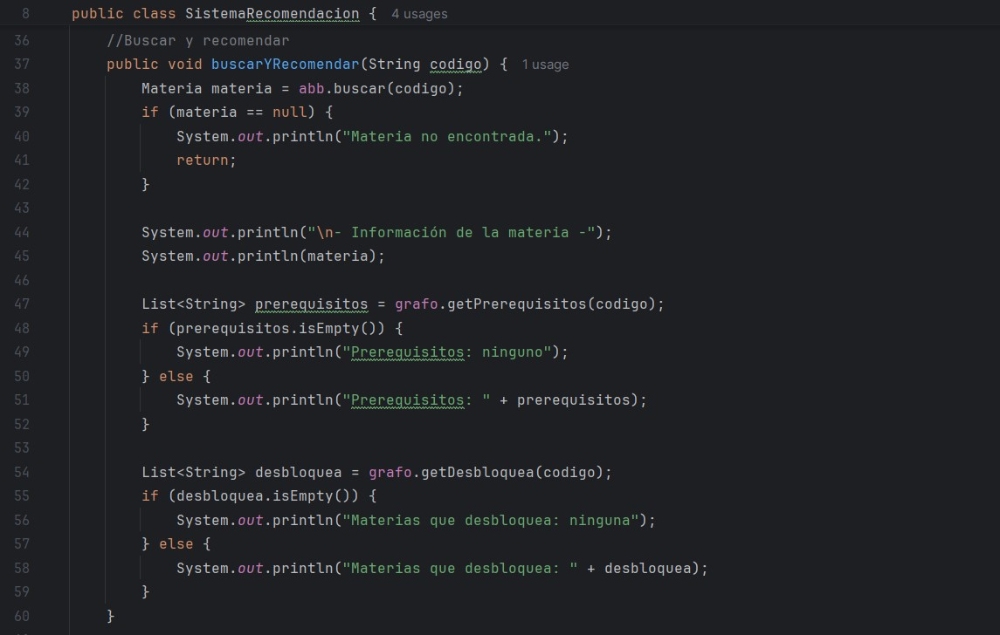 8 public class SistemaRecomendacion { 4 usages
36 //Buscar y recomendar
37 public void buscarYRecomendar(String codigo) { 1 usage
38 Materia materia = abb.buscar(codigo);
39 if (materia == null) {
40 System.out.println("Materia no encontrada.");
41 return;
42 }
43
44 System.out.println("\n- Información de la materia -");
45 System.out.println(materia);
46
47 List<String> prerequisitos = grafo.getPrerequisitos(codigo);
48 if (prerequisitos.isEmpty()) {
49 System.out.println("Prerequisitos: ninguno");
50 } else {
51 System.out.println("Prerequisitos: " + prerequisitos);
52 }
53
54 List<String> desbloquea = grafo.getDesbloquea(codigo);
55 if (desbloquea.isEmpty()) {
56 System.out.println("Materias que desbloquea: ninguna");
57 } else {
58 System.out.println("Materias que desbloquea: " + desbloquea);
59 }
60 }